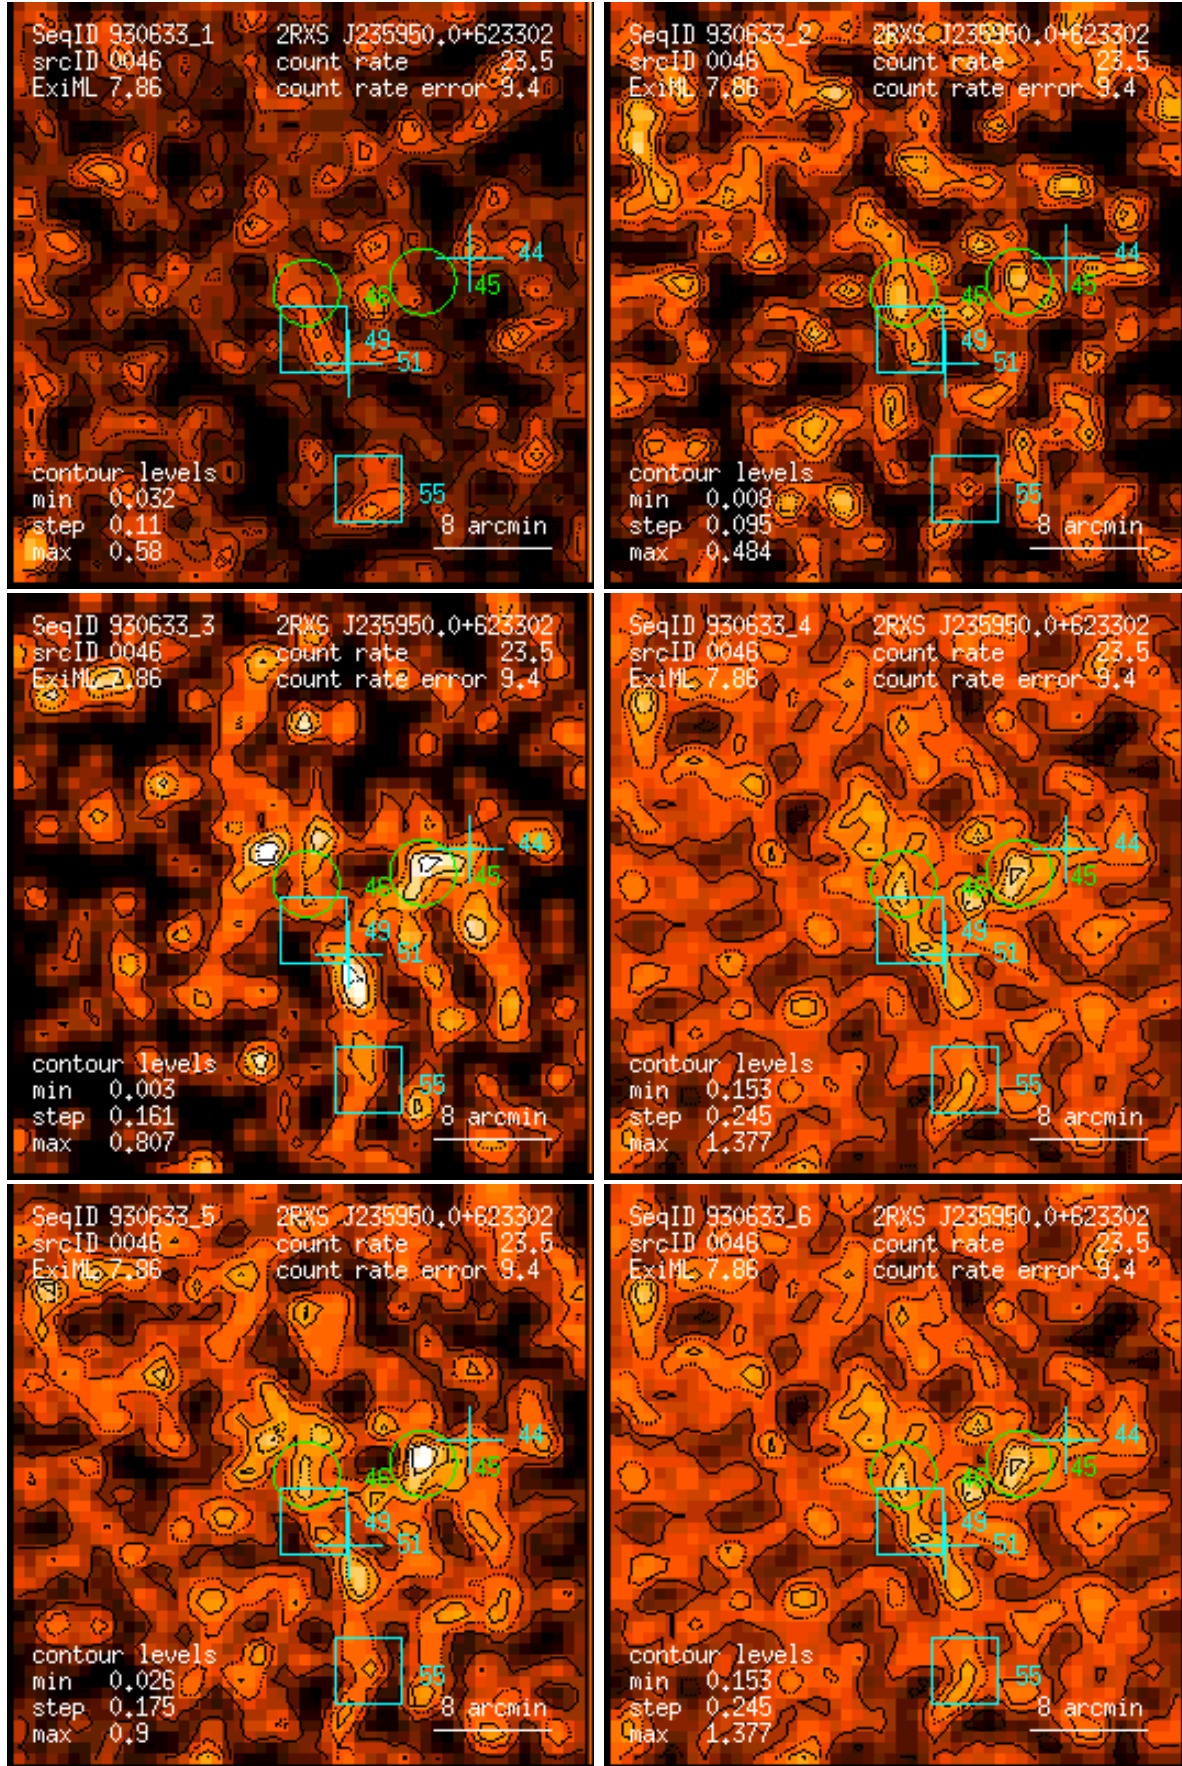 SeqID 930633_1 2RXS J235950.0+623302
srcID 0046 count rate 23.5
ExiML 7.86 count rate error 9.4
44
45
46
49
51
contour levels
min 0.032
55
step 0.11 8 arcmin
max 0.58
SeqID 930633_2 2RXS J235950.0+623302
srcID 0046 count rate 23.5
ExiML 7.86 count rate error 9.4
44
45
46
49
51
contour levels
min 0.008
55
step 0.095 8 arcmin
max 0.484
SeqID 930633_3 2RXS J235950.0+623302
srcID 0046 count rate 23.5
ExiML 7.86 count rate error 9.4
44
45
46
49
51
contour levels
min 0.003
55
step 0.161 8 arcmin
max 0.807
SeqID 930633_4 2RXS J235950.0+623302
srcID 0046 count rate 23.5
ExiML 7.86 count rate error 9.4
44
45
46
49
51
contour levels
min 0.153
55
step 0.245 8 arcmin
max 1.377
SeqID 930633_5 2RXS J235950.0+623302
srcID 0046 count rate 23.5
ExiML 7.86 count rate error 9.4
44
45
46
49
51
contour levels
min 0.026
55
step 0.175 8 arcmin
max 0.9
SeqID 930633_6 2RXS J235950.0+623302
srcID 0046 count rate 23.5
ExiML 7.86 count rate error 9.4
44
45
46
49
51
contour levels
min 0.153
55
step 0.245 8 arcmin
max 1.377